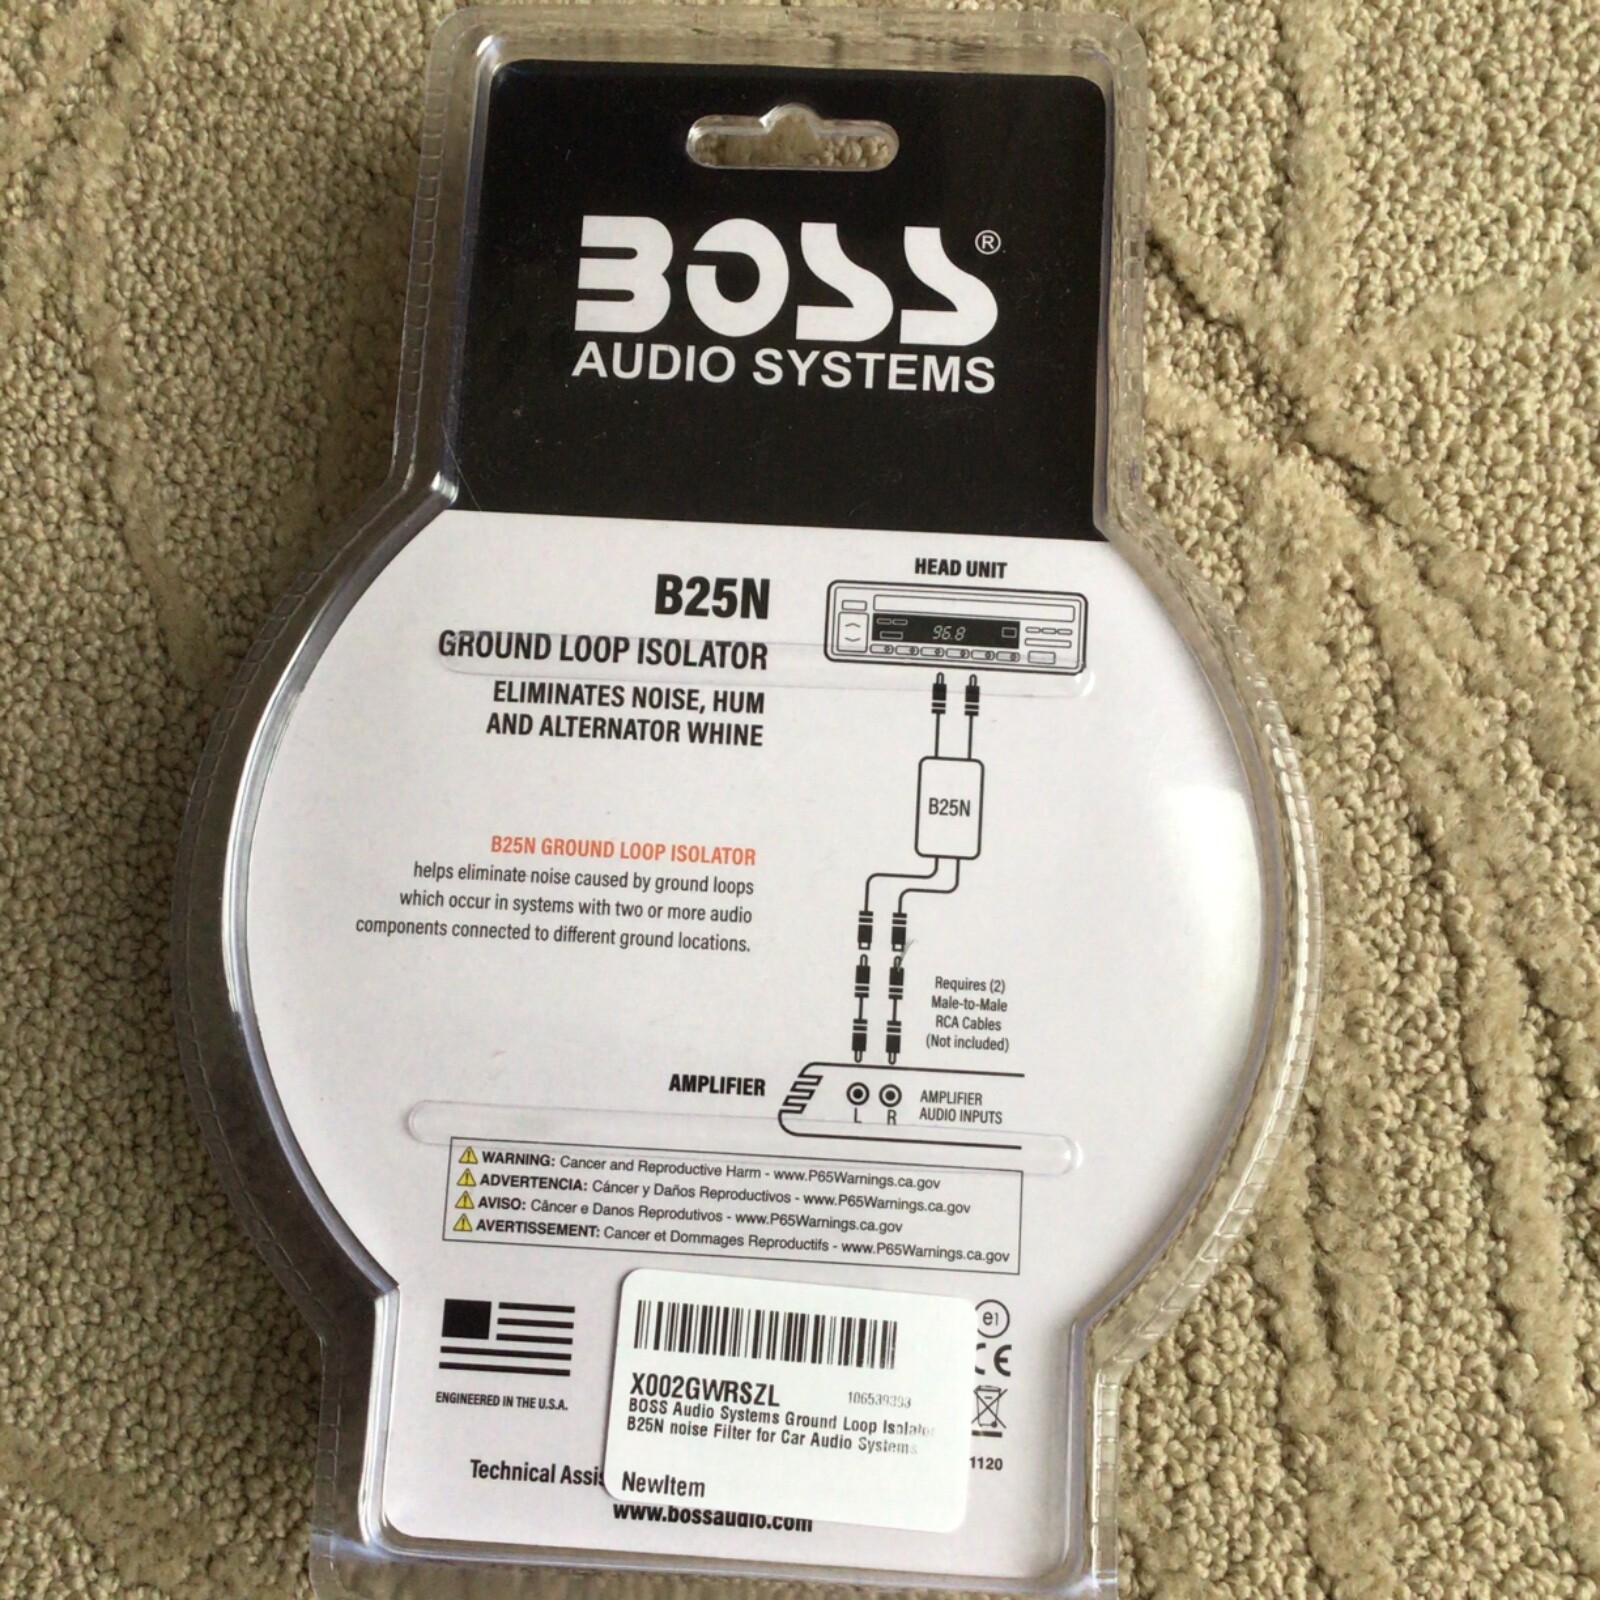 BOSS®
AUDIO SYSTEMS
B25N
GROUND LOOP ISOLATOR
ELIMINATES NOISE, HUM
AND ALTERNATOR WHINE
B25N GROUND LOOP ISOLATOR
helps eliminate noise caused by ground loops
which occur in systems with two or more audio
components connected to different ground locations.
HEAD UNIT
96.8
B25N
Requires (2)
Male-to-Male
RCA Cables
(Not included)
AMPLIFIER
L R
AMPLIFIER
AUDIO INPUTS
WARNING: Cancer and Reproductive Harm - www.P65Warnings.ca.gov
ADVERTENCIA: Cáncer y Daños Reproductivos - www.P65Warnings.ca.gov
AVISO: Câncer e Danos Reprodutivos - www.P65Warnings.ca.gov
AVERTISSEMENT: Cancer et Dommages Reproductifs - www.P65Warnings.ca.gov
ENGINEERED IN THE U.S.A.
X002GWRSZL
BOSS Audio Systems Ground Loop Isolator
B25N noise Filter for Car Audio Systems
NewItem
e1
CE
1120
Technical
www.bossaudio.com